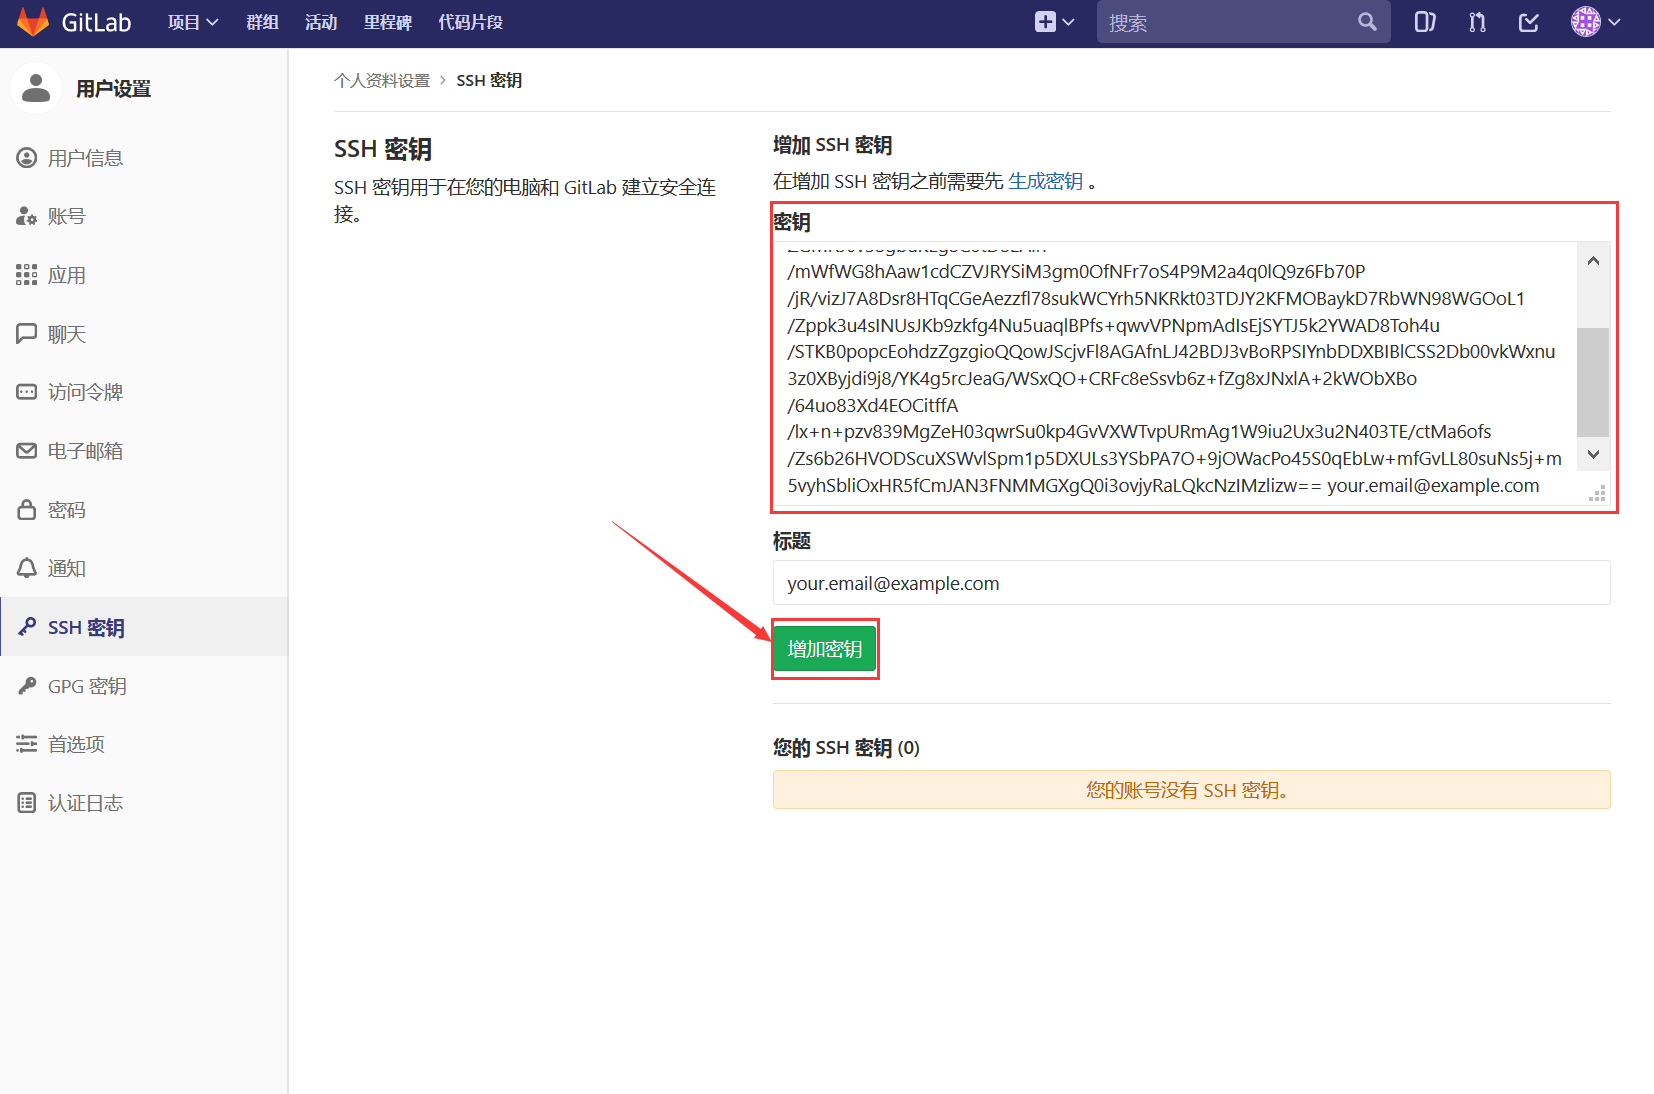 GitLab 项目 群组 活动 里程碑 代码片段 搜索
用户设置
用户信息
账号
应用
聊天
访问令牌
电子邮箱
密码
通知
SSH 密钥
GPG 密钥
首选项
认证日志
个人资料设置 > SSH 密钥
SSH 密钥
SSH 密钥用于在您的电脑和 GitLab 建立安全连
接。
增加 SSH 密钥
在增加 SSH 密钥之前需要先 生成密钥 。
密钥
/mWfWG8hAaw1cdCZVJRYSiM3gm0OfNFr7oS4P9M2a4q0lQ9z6Fb70P
/jR/vizJ7A8Dsr8HTqCGeAezzfl78sukWCYrh5NKRkt03TDJY2KFMOBaykD7RbWN98WGOoL1
/Zppk3u4sINUsJKb9zkfg4Nu5uaqlBPfs+qwvVPNpmAdIsEjSYTJ5k2YWAD8Toh4u
/STKB0popcEohdzZgzgioQQowJScjvFl8AGAfnLJ42BDJ3vBoRPSIYnbDDXBIBlCSS2Db00vkWxnu
3z0XByjdi9j8/YK4g5rcJeaG/WSxQO+CRFc8eSsvb6z+fZg8xJNxlA+2kWObXBo
/64uo83Xd4EOCitffA
/lx+n+pzv839MgZeH03qwrSu0kp4GvVXWTvpURmAg1W9iu2Ux3u2N403TE/ctMa6ofs
/Zs6b26HVODScuXSWvlSpm1p5DXULs3YSbPA7O+9jOWacPo45S0qEbLw+mfGvLL80suNs5j+m
5vyhSbliOxHR5fCmJAN3FNMMGXgQ0i3ovjyRaLQkcNzIMzlizw== your.email@example.com
标题
your.email@example.com
增加密钥
您的 SSH 密钥 (0)
您的账号没有 SSH 密钥。